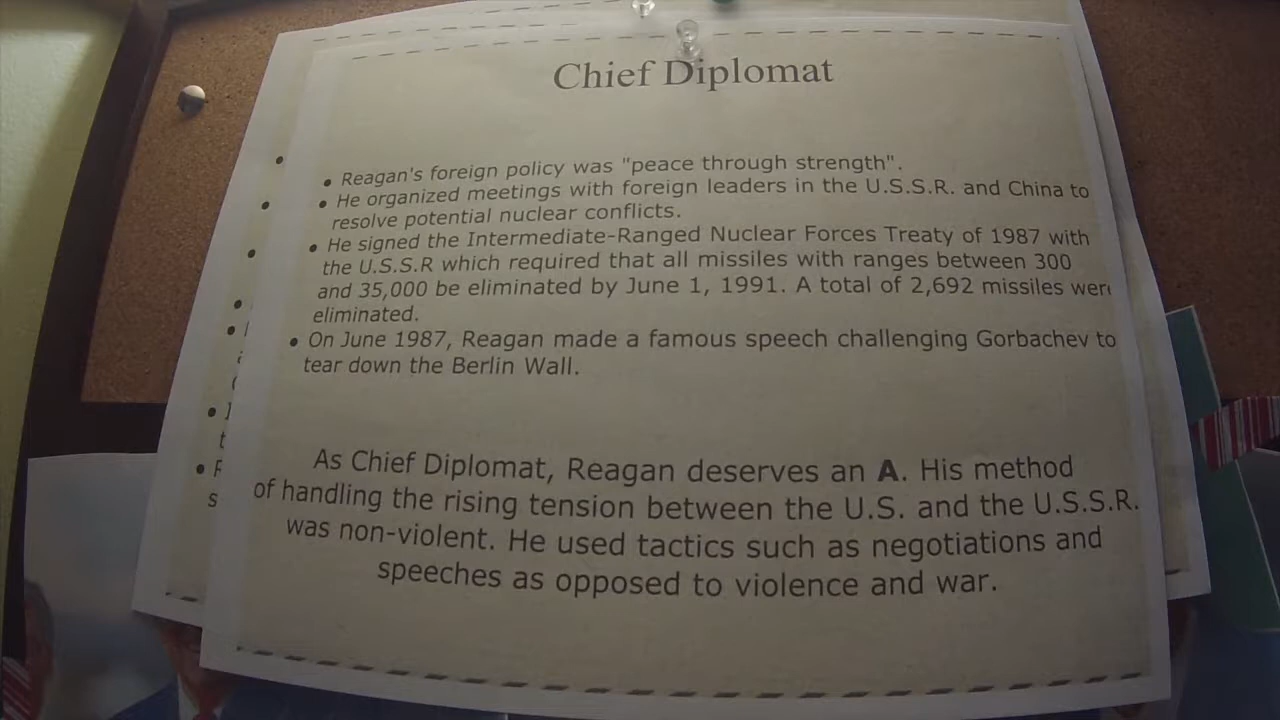 Chief Diplomat
• Reagan's foreign policy was "peace through strength".
• He organized meetings with foreign leaders in the U.S.S.R. and China to
resolve potential nuclear conflicts.
• He signed the Intermediate-Ranged Nuclear Forces Treaty of 1987 with
the U.S.S.R which required that all missiles with ranges between 300
and 35,000 be eliminated by June 1, 1991. A total of 2,692 missiles were
eliminated.
• On June 1987, Reagan made a famous speech challenging Gorbachev to
tear down the Berlin Wall.
As Chief Diplomat, Reagan deserves an A. His method
of handling the rising tension between the U.S. and the U.S.S.R.
was non-violent. He used tactics such as negotiations and
speeches as opposed to violence and war.